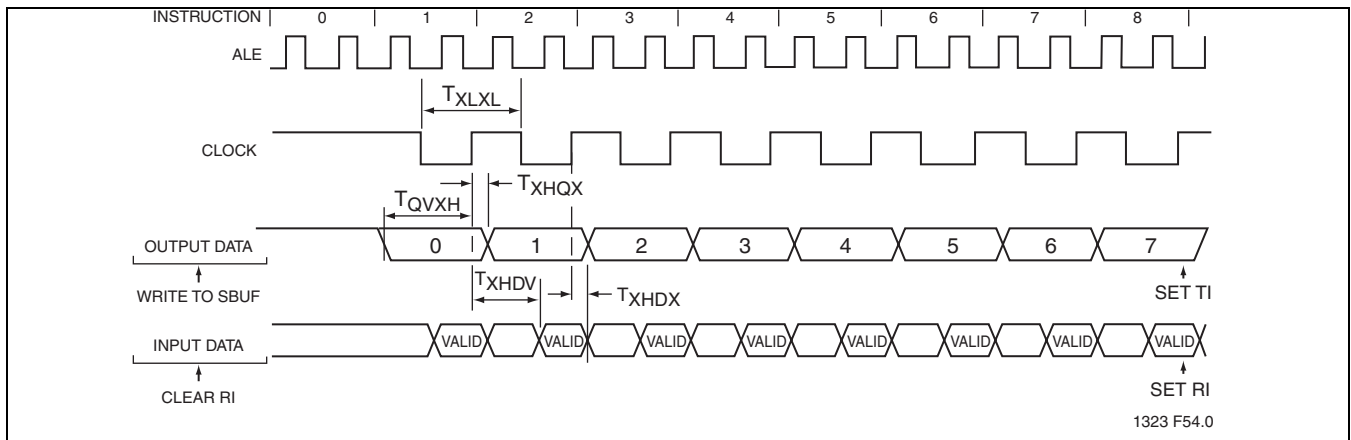 INSTRUCTION 0 1 2 3 4 5 6 7 8
ALE
TXLXL
CLOCK
TXHQX
TQVXH
OUTPUT DATA 0 1 2 3 4 5 6 7
WRITE TO SBUF
TXHDV
TXHDX
SET TI
INPUT DATA VALID VALID VALID VALID VALID VALID VALID VALID
CLEAR RI
SET RI
1323 F54.0